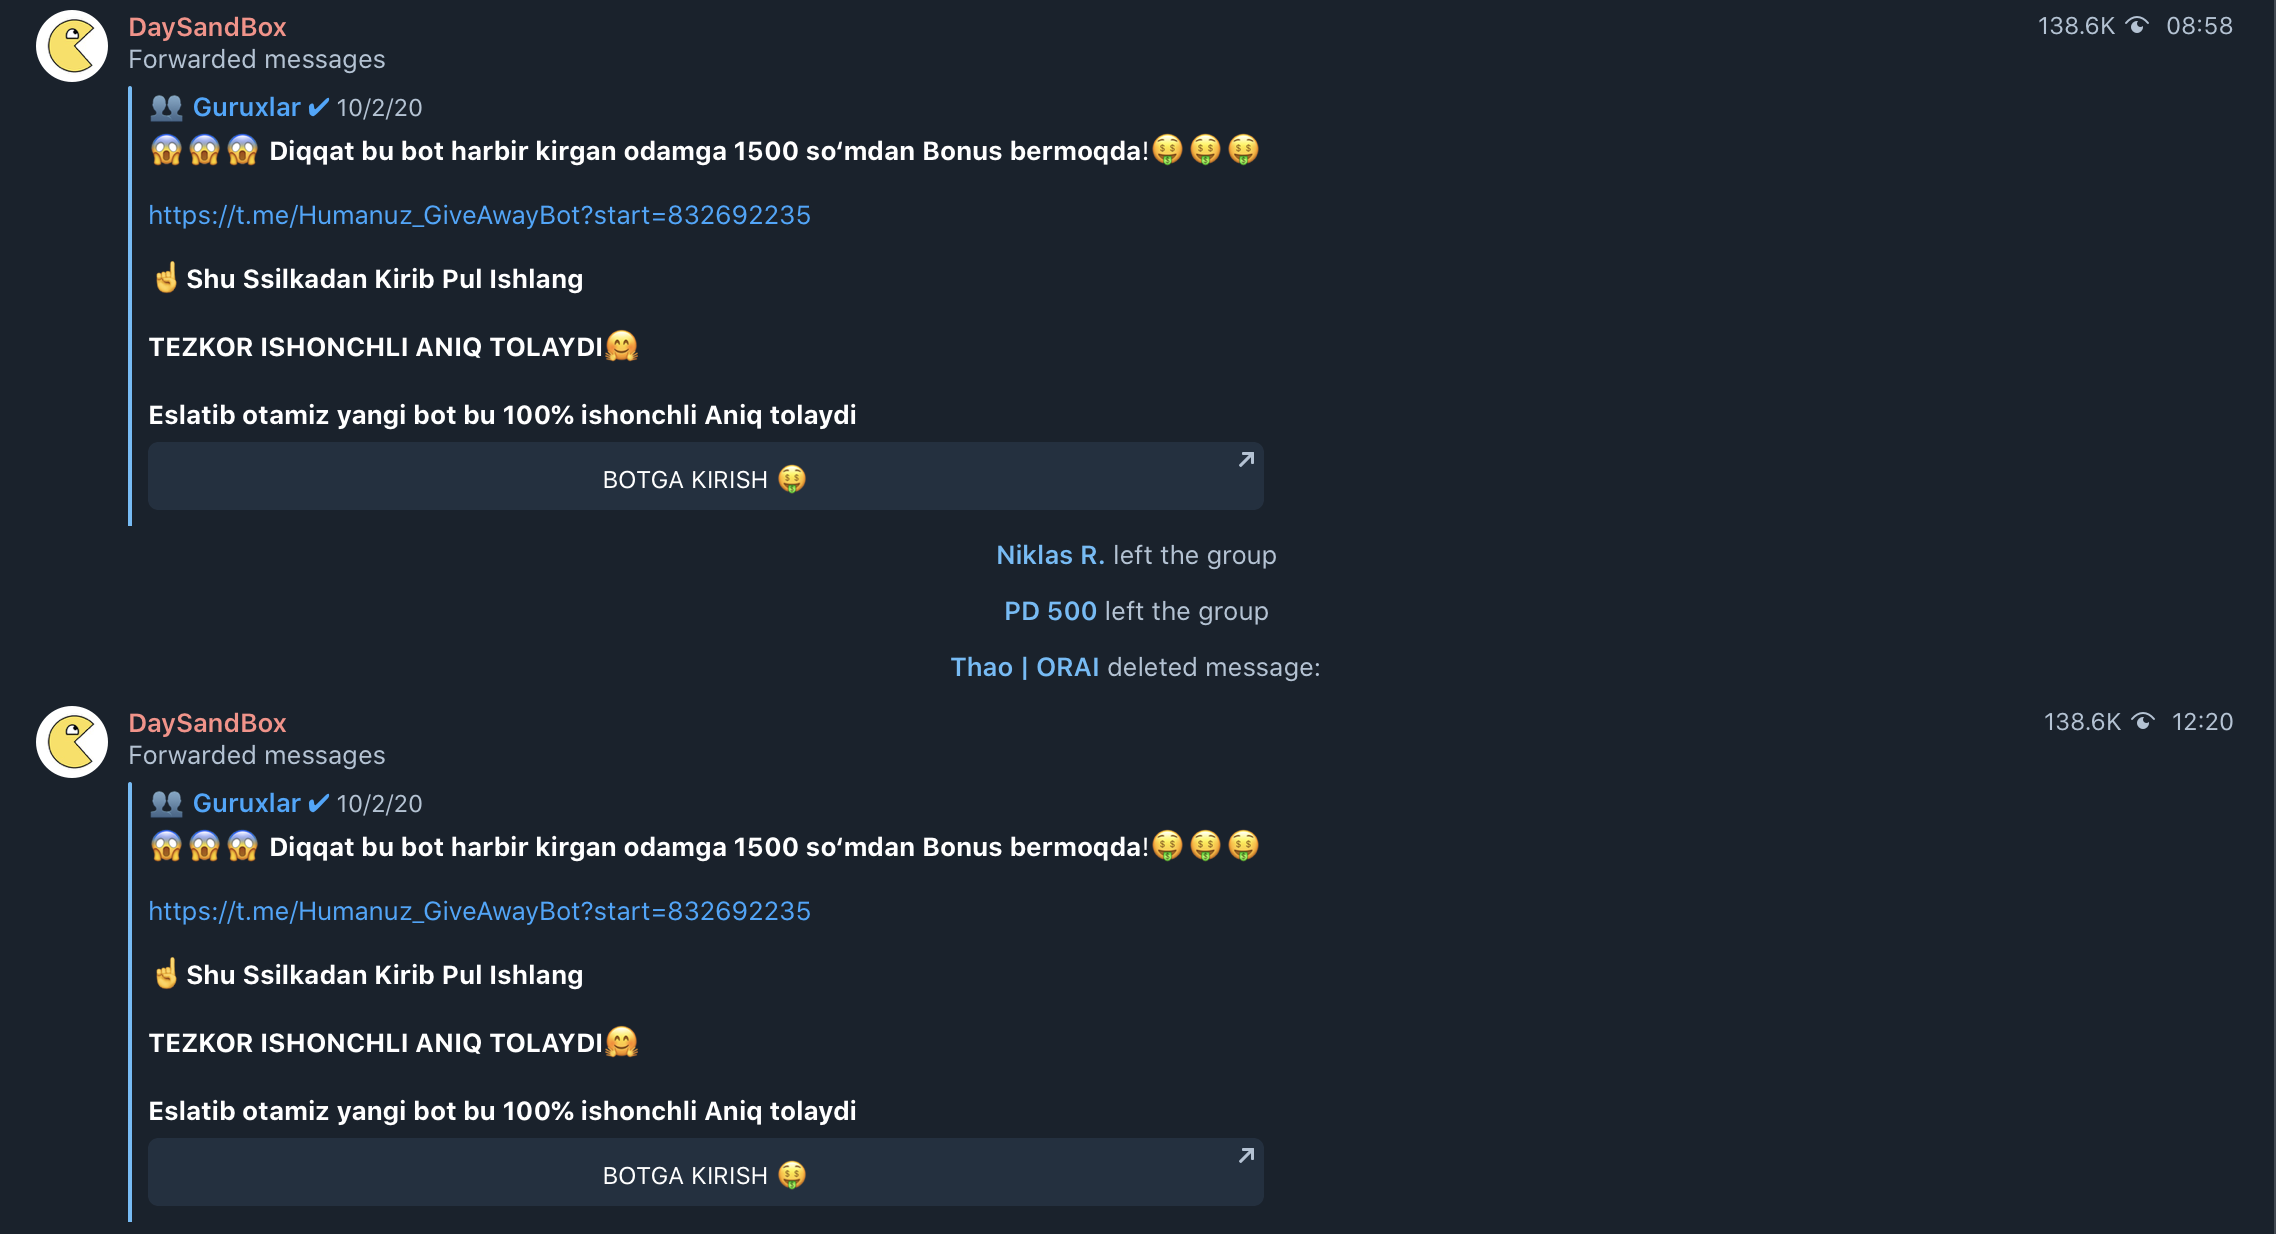 DaySandBox
138.6K 08:58
Forwarded messages
👥 Guruxlar ✔ 10/2/20
😱😱😱 Diqqat bu bot harbir kirgan odamga 1500 so‘mdan Bonus bermoqda!🤑🤑🤑
https://t.me/Humanuz_GiveAwayBot?start=832692235
☝️Shu Ssilkadan Kirib Pul Ishlang
TEZKOR ISHONCHLI ANIQ TOLAYDI🤗
Eslatib otamiz yangi bot bu 100% ishonchli Aniq tolaydi
BOTGA KIRISH 🤑
Niklas R. left the group
PD 500 left the group
Thao | ORAI deleted message:
DaySandBox
138.6K 12:20
Forwarded messages
👥 Guruxlar ✔ 10/2/20
😱😱😱 Diqqat bu bot harbir kirgan odamga 1500 so‘mdan Bonus bermoqda!🤑🤑🤑
https://t.me/Humanuz_GiveAwayBot?start=832692235
☝️Shu Ssilkadan Kirib Pul Ishlang
TEZKOR ISHONCHLI ANIQ TOLAYDI🤗
Eslatib otamiz yangi bot bu 100% ishonchli Aniq tolaydi
BOTGA KIRISH 🤑